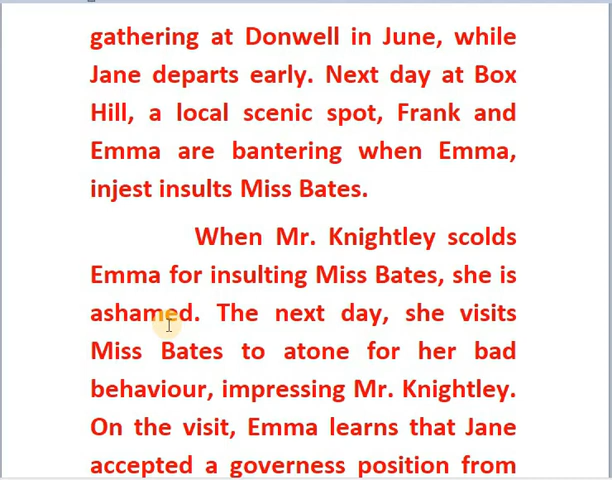 gathering at Donwell in June, while
Jane departs early. Next day at Box
Hill, a local scenic spot, Frank and
Emma are bantering when Emma,
injest insults Miss Bates.
When Mr. Knightley scolds
Emma for insulting Miss Bates, she is
ashamed. The next day, she visits
Miss Bates to atone for her bad
behaviour, impressing Mr. Knightley.
On the visit, Emma learns that Jane
accepted a governess position from